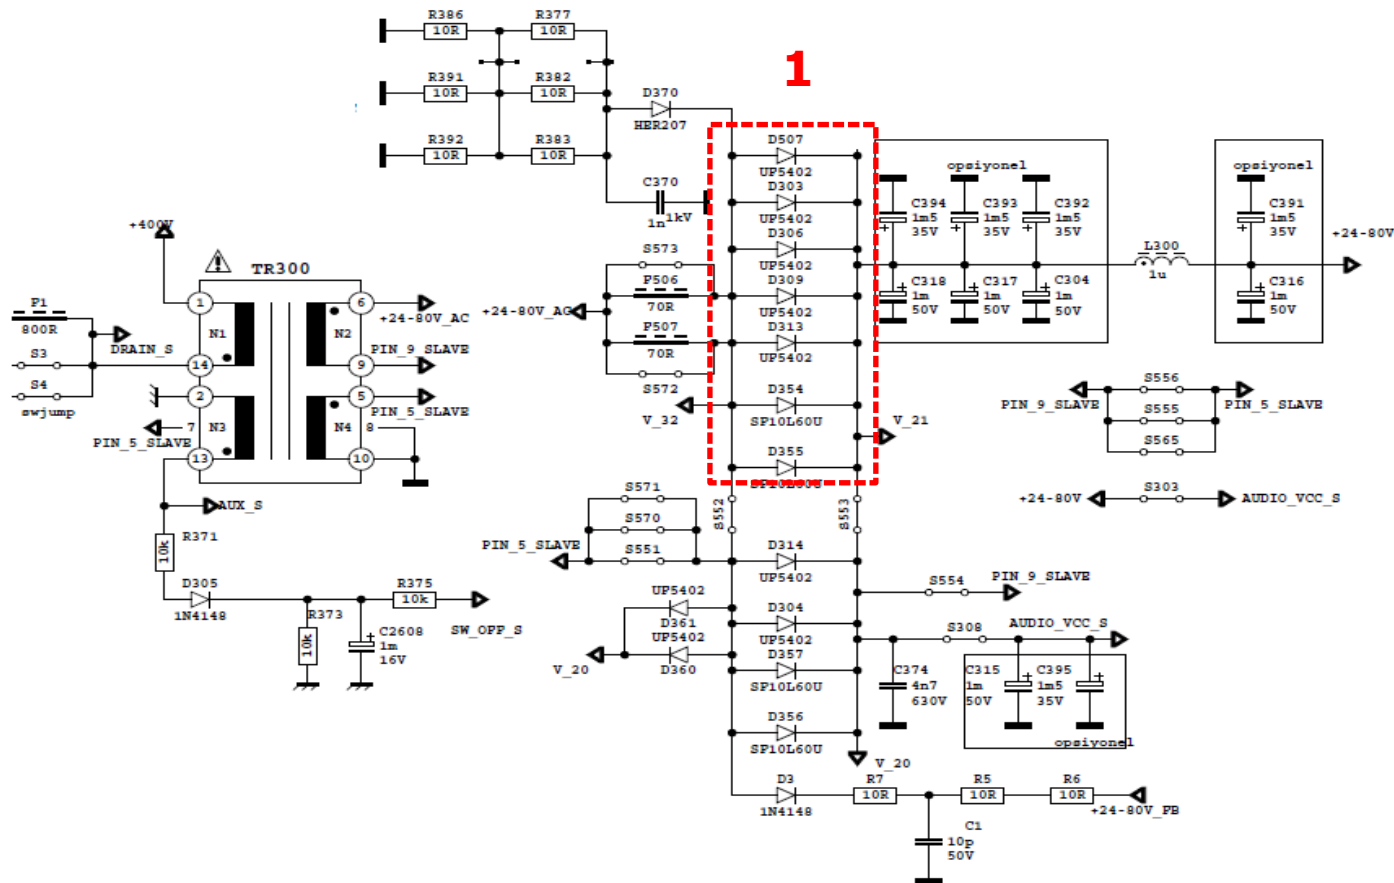 1
R386
10R
R377
10R
R391
10R
R382
10R
R392
10R
R383
10R
D370
HER207
C370
1n
1kV
D507
UP5402
D303
UP5402
D306
UP5402
D309
UP5402
D313
UP5402
D354
SP10L60U
D355
SP10L60U
opsiyonel
C394
1m5
35V
C393
1m5
35V
C392
1m5
35V
C318
1m
50V
C317
1m
50V
C304
1m
50V
L300
1u
opsiyonel
C391
1m5
35V
C316
1m
50V
+24-80V
+400V
TR300
P1
800R
S3
S4
swjump
DRAIN_S
1
14
2
7
13
N1
N3
N2
N4
6
9
5
8
10
+24-80V_AC
PIN_9_SLAVE
PIN_5_SLAVE
PIN_5_SLAVE
S573
P506
70R
+24-80V_AC
P507
70R
S572
V_32
V_21
PIN_9_SLAVE
S556
S555
S565
PIN_5_SLAVE
+24-80V
S303
AUDIO_VCC_S
AUX_S
R371
10k
D305
1N4148
R373
10k
C2608
1m
16V
R375
10k
SW_OPP_S
S571
S570
S551
PIN_5_SLAVE
S552
S553
D314
UP5402
UP5402
D361
UP5402
D360
V_20
D304
UP5402
D357
SP10L60U
D356
SP10L60U
S554
PIN_9_SLAVE
S308
AUDIO_VCC_S
C374
4n7
630V
C315
1m
50V
C395
1m5
35V
opsiyonel
V_20
D3
1N4148
R7
10R
R5
10R
R6
10R
+24-80V_FB
C1
10p
50V